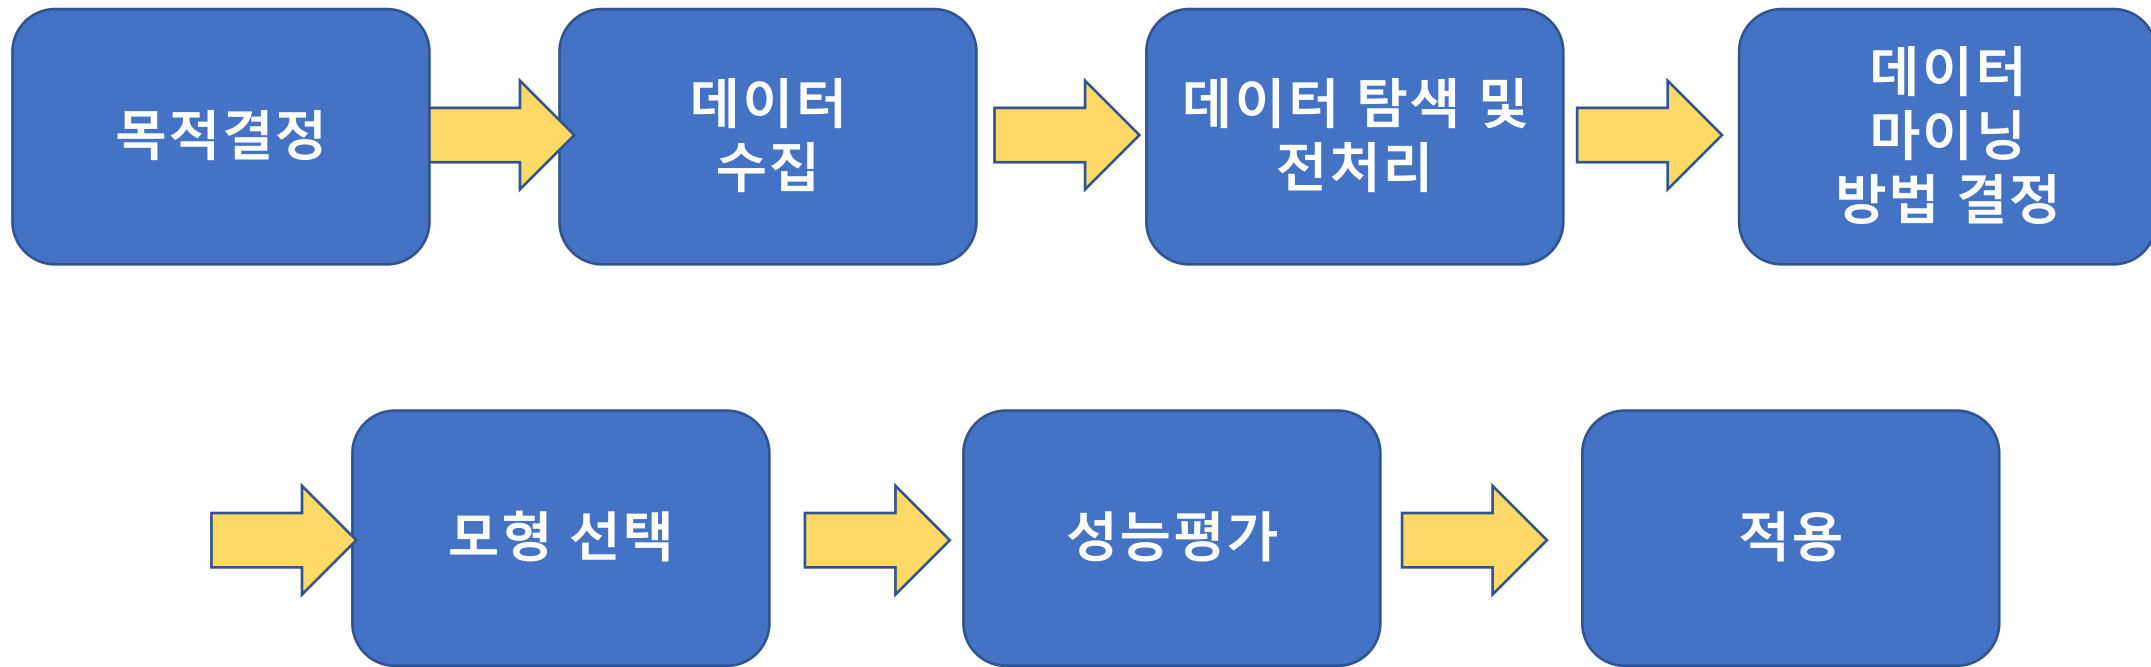 목적결정
데이터
수집
데이터 탐색 및
전처리
데이터
마이닝
방법 결정
모형 선택
성능평가
적용